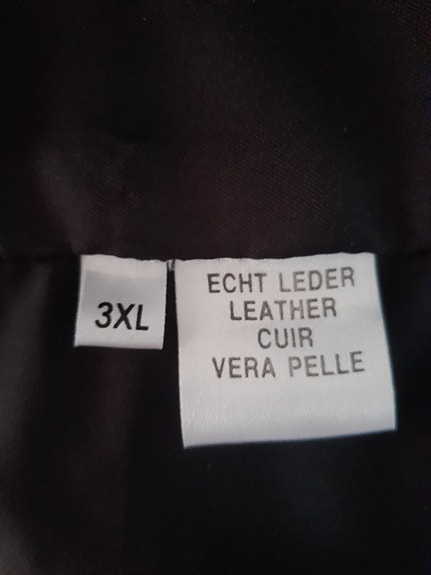 3XL
ECHT LEDER
LEATHER
CUIR
VERA PELLE